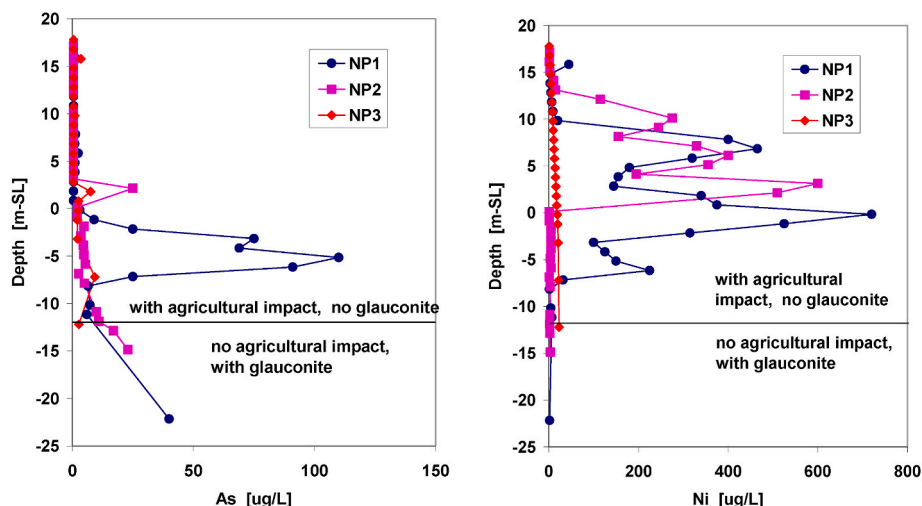 20
15
10
5
0
-5
-10
-15
-20
-25
Depth [m-SL]
NP1
NP2
NP3
with agricultural impact, no glauconite
no agricultural impact,
with glauconite
0
50
100
150
As [ug/L]
20
15
10
5
0
-5
-10
-15
-20
-25
Depth [m-SL]
NP1
NP2
NP3
with agricultural
impact, no glauconite
no agricultural impact,
with glauconite
0
200
400
600
800
Ni [ug/L]